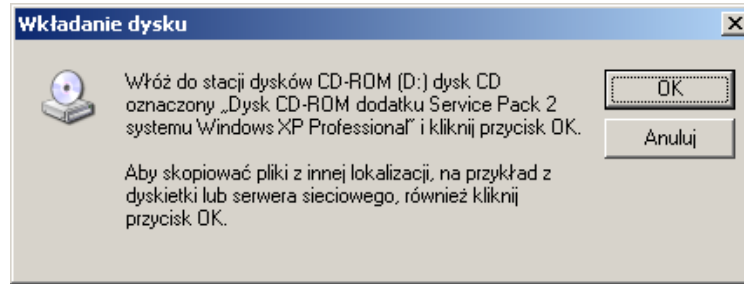 Wkładanie dysku
Włóż do stacji dysków CD-ROM (D:) dysk CD
oznaczony „Dysk CD-ROM dodatku Service Pack 2
systemu Windows XP Professional” i kliknij przycisk OK.
Aby skopiować pliki z innej lokalizacji, na przykład z
dyskietki lub serwera sieciowego, również kliknij
przycisk OK.
OK
Anuluj